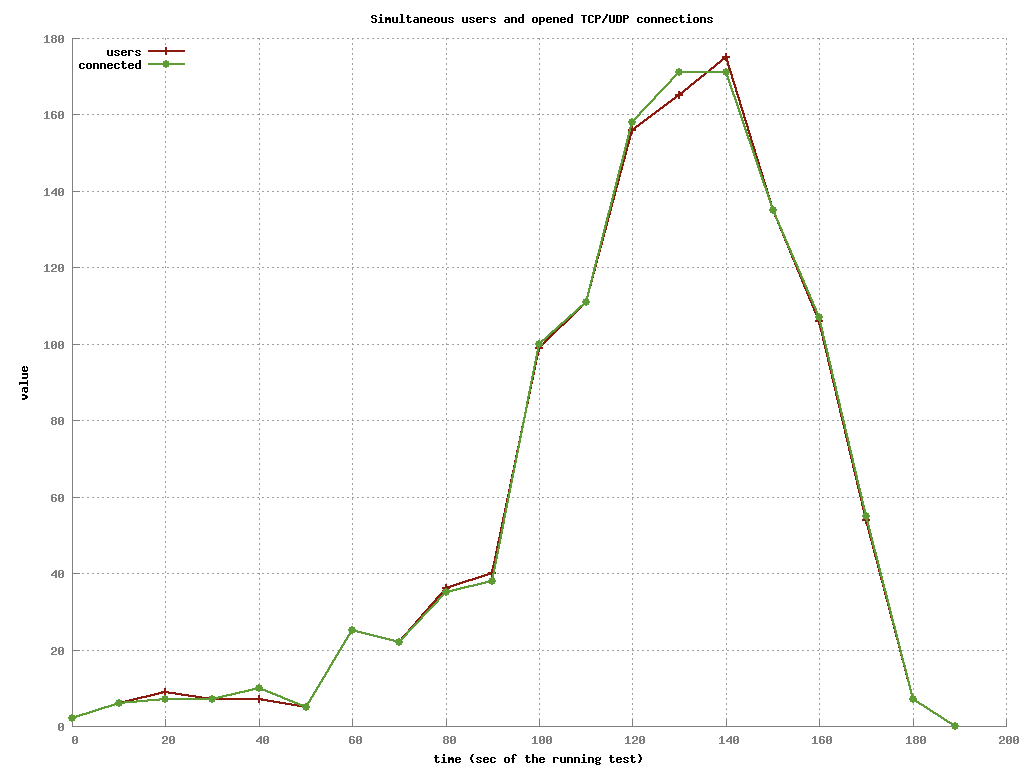 Simultaneous users and opened TCP/UDP connections
users
connected
180
160
140
120
100
80
60
40
20
0
value
0 20 40 60 80 100 120 140 160 180 200
time (sec of the running test)